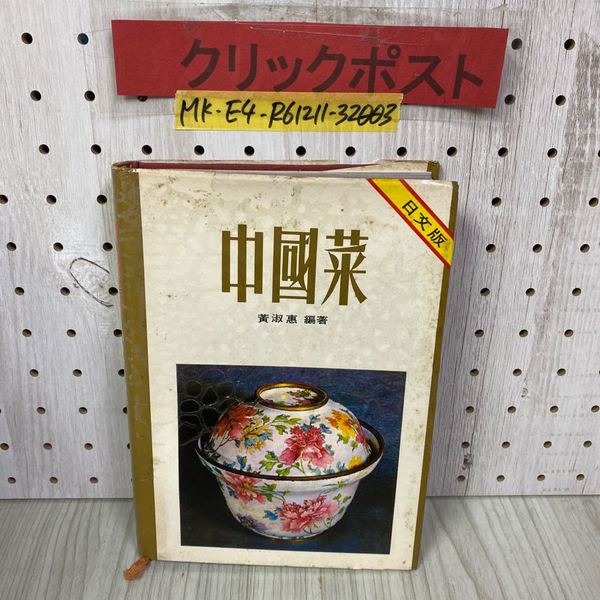 クリックポスト
MK-E4-R61211-32003
日文版
中國菜
黃淑惠 編著